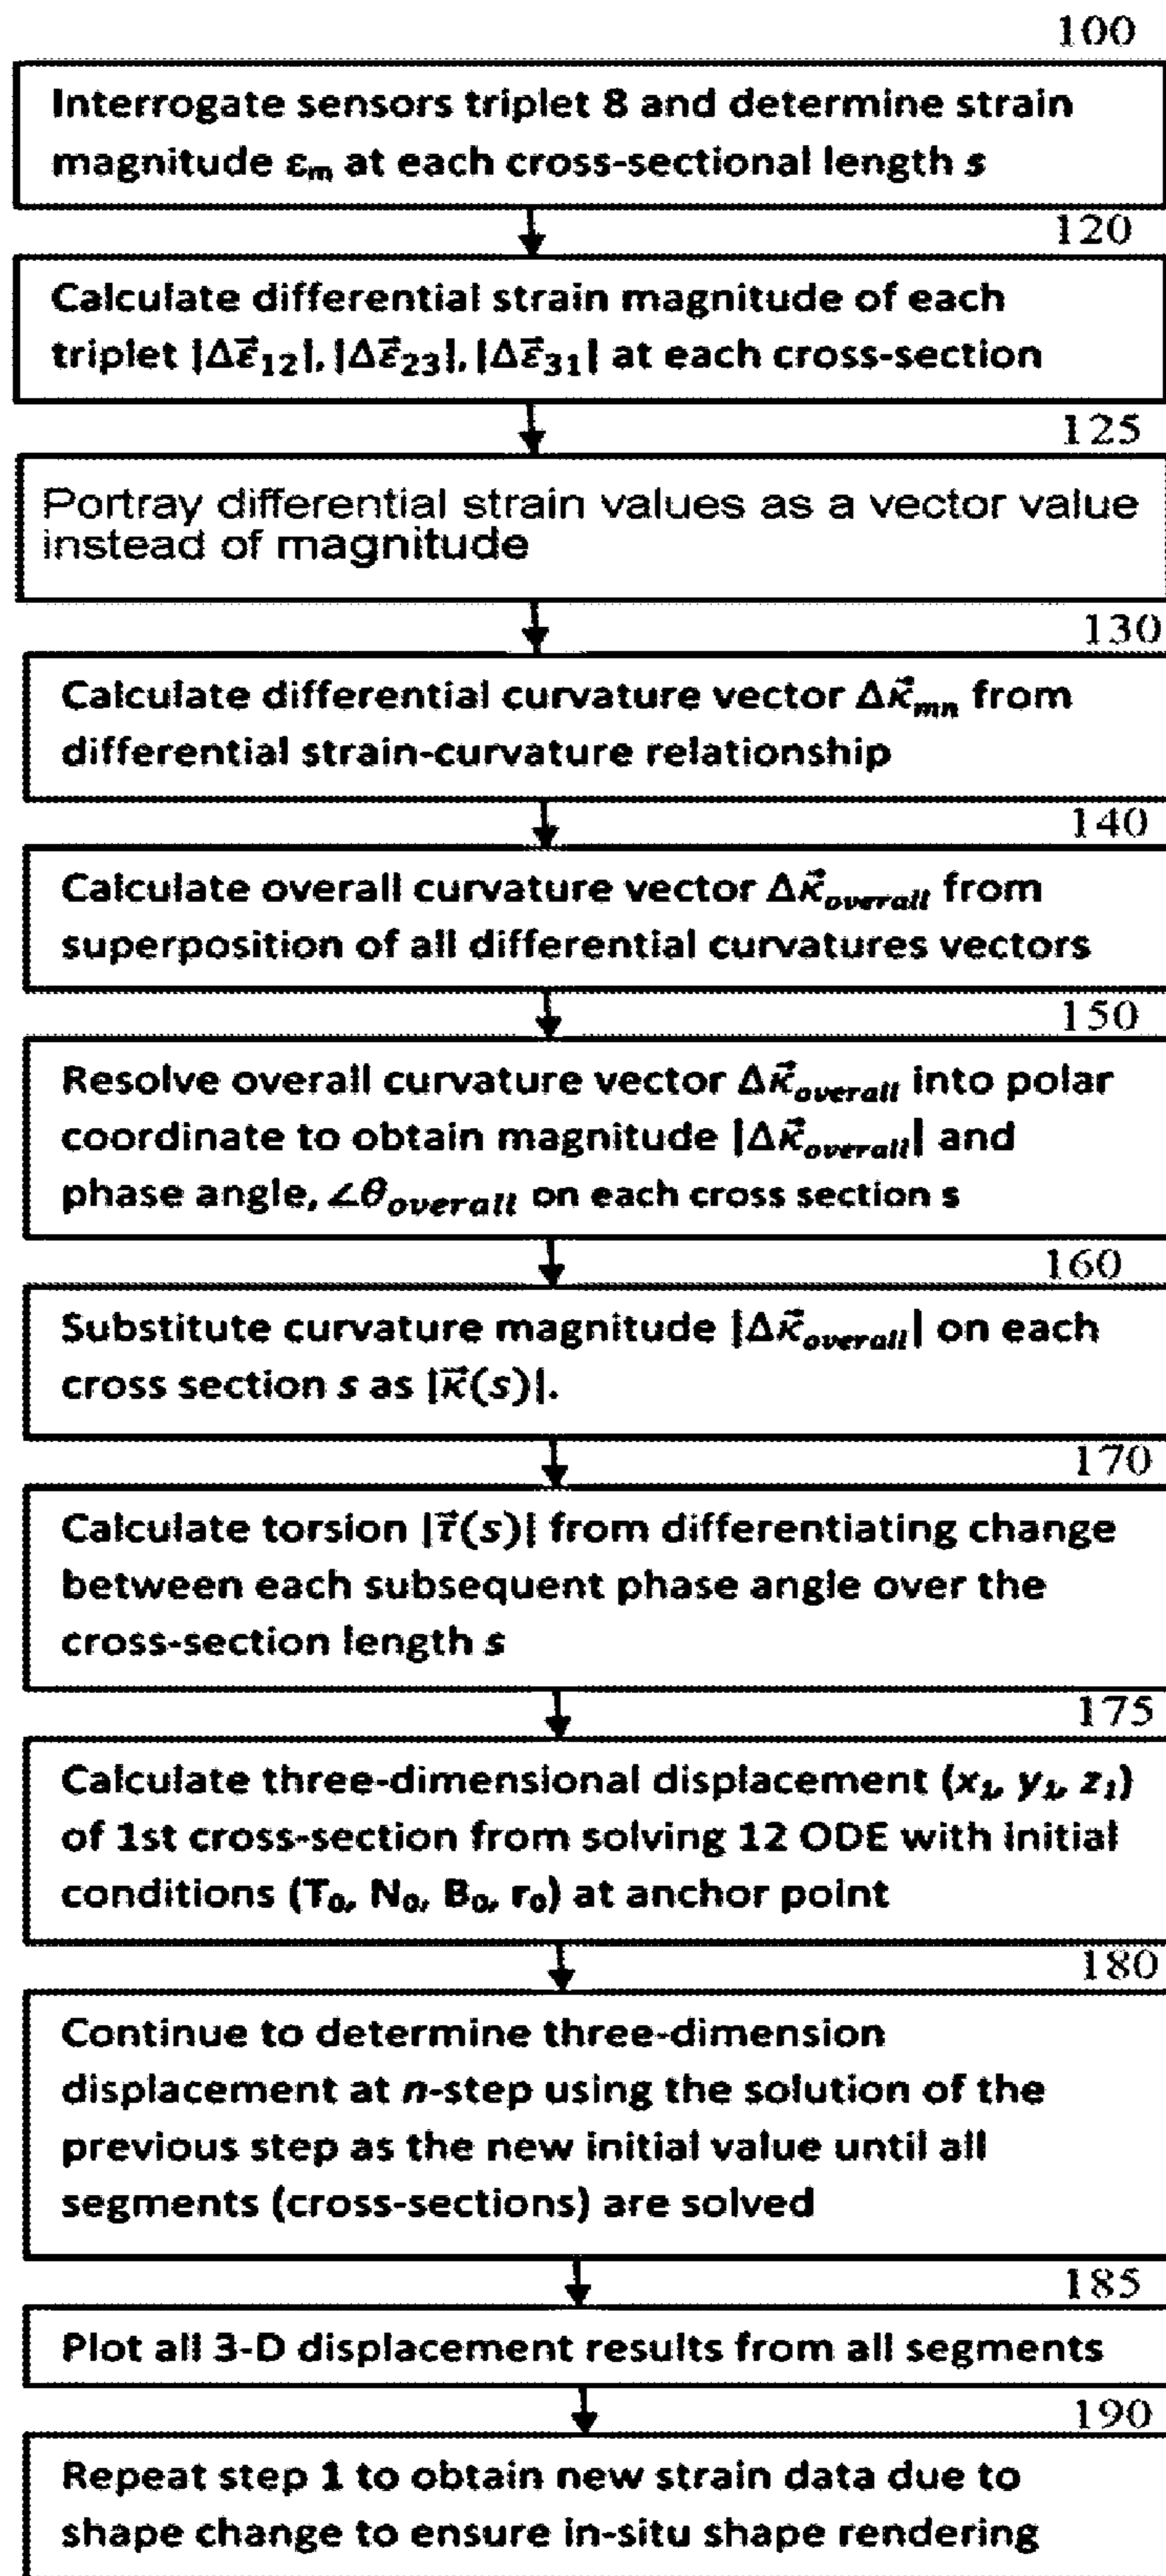 100
Interrogate sensors triplet 8 and determine strain
magnitude εₘ at each cross-sectional length s
120
Calculate differential strain magnitude of each
triplet |Δε⃗₁₂|, |Δε⃗₂₃|, |Δε⃗₃₁| at each cross-section
125
Portray differential strain values as a vector value
instead of magnitude
130
Calculate differential curvature vector Δκ⃗ₘₙ from
differential strain-curvature relationship
140
Calculate overall curvature vector Δκ⃗overall from
superposition of all differential curvatures vectors
150
Resolve overall curvature vector Δκ⃗overall into polar
coordinate to obtain magnitude |Δκ⃗overall| and
phase angle, ∠θoverall on each cross section s
160
Substitute curvature magnitude |Δκ⃗overall| on each
cross section s as |κ⃗(s)|.
170
Calculate torsion |τ⃗(s)| from differentiating change
between each subsequent phase angle over the
cross-section length s
175
Calculate three-dimensional displacement (x₁, y₁, z₁)
of 1st cross-section from solving 12 ODE with initial
conditions (T₀, N₀, B₀, r₀) at anchor point
180
Continue to determine three-dimension
displacement at n-step using the solution of the
previous step as the new initial value until all
segments (cross-sections) are solved
185
Plot all 3-D displacement results from all segments
190
Repeat step 1 to obtain new strain data due to
shape change to ensure in-situ shape rendering